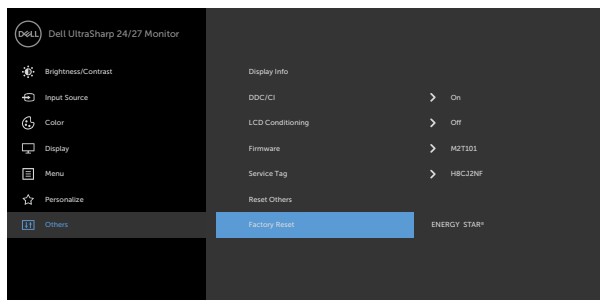 DELL Dell UltraSharp 24/27 Monitor
Brightness/Contrast Display Info
Input Source DDC/CI On
Color LCD Conditioning Off
Display Firmware M2T101
Menu Service Tag H8CJ2NF
Personalize Reset Others
Others Factory Reset ENERGY STAR®